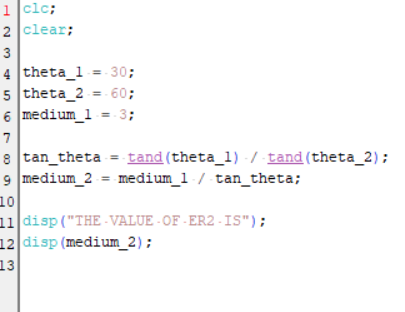 1 clc;
2 clear;
3
4 theta_1 = 30;
5 theta_2 = 60;
6 medium_1 = 3;
7
8 tan_theta = tand(theta_1) / tand(theta_2);
9 medium_2 = medium_1 / tan_theta;
10
11 disp("THE VALUE OF ER2 IS");
12 disp(medium_2);
13